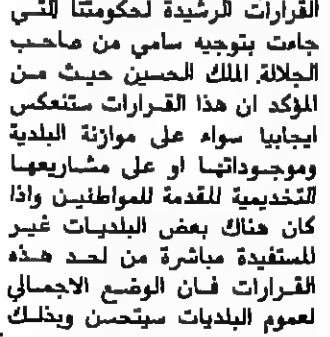 القرارات الرشيدة لحكومتنا التي
جاءت بتوجيه سامي من صاحب
الجلالة الملك الحسين حيث من
المؤكد ان هذا القرارات ستنعكس
ايجابيا سواء على موازنة البلدية
وموجوداتها او على مشاريعها
التخديمية المقدمة للمواطنين واذا
كان هناك بعض البلديات غير
المستفيدة مباشرة من احد هذه
القرارات فان الوضع الاجمالي
لعموم البلديات سيتحسن وبذلك